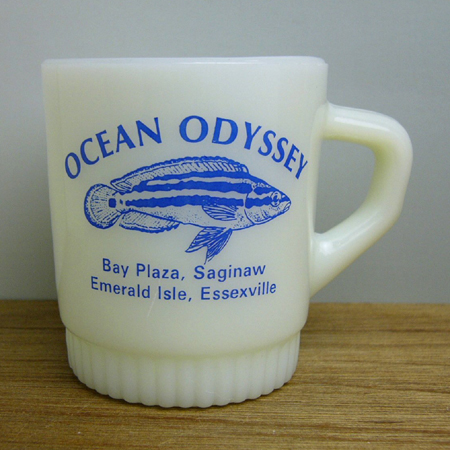 OCEAN ODYSSEY
Bay Plaza, Saginaw
Emerald Isle, Essexville